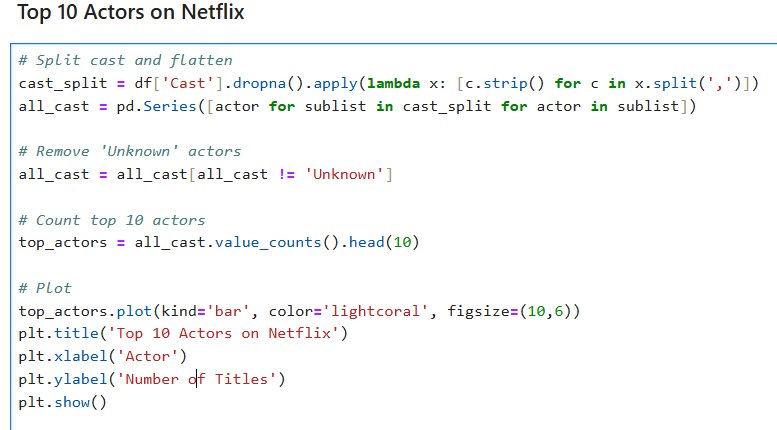 Top 10 Actors on Netflix
# Split cast and flatten
cast_split = df['Cast'].dropna().apply(lambda x: [c.strip() for c in x.split(',')])
all_cast = pd.Series([actor for sublist in cast_split for actor in sublist])
# Remove 'Unknown' actors
all_cast = all_cast[all_cast != 'Unknown']
# Count top 10 actors
top_actors = all_cast.value_counts().head(10)
# Plot
top_actors.plot(kind='bar', color='lightcoral', figsize=(10,6))
plt.title('Top 10 Actors on Netflix')
plt.xlabel('Actor')
plt.ylabel('Number of Titles')
plt.show()